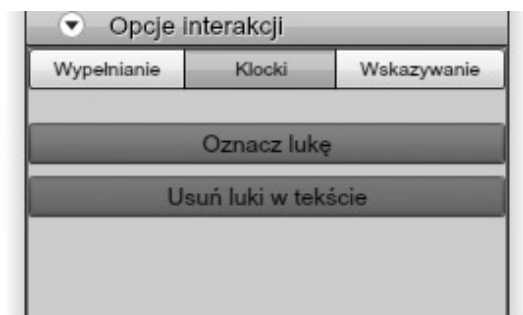 Opcje interakcji
Wypełnianie Klocki Wskazywanie
Oznacz lukę
Usuń luki w tekście